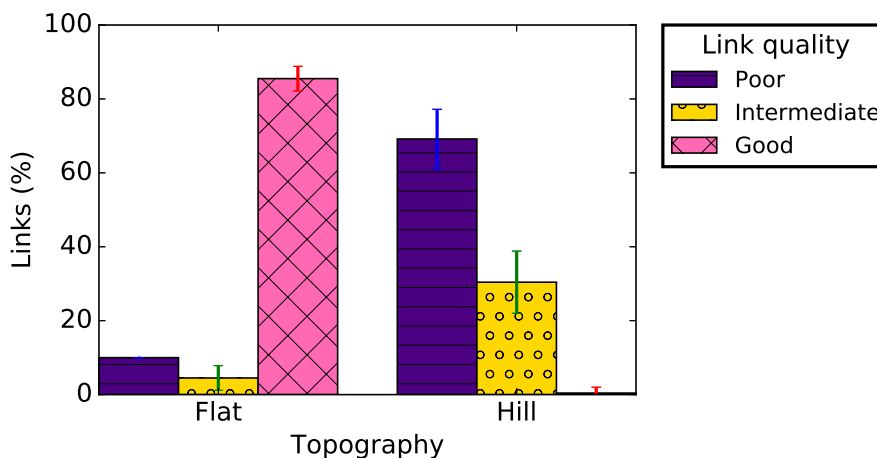 100
80
60
40
20
0
Links (%)
Flat
Hill
Topography
Link quality
Poor
Intermediate
Good